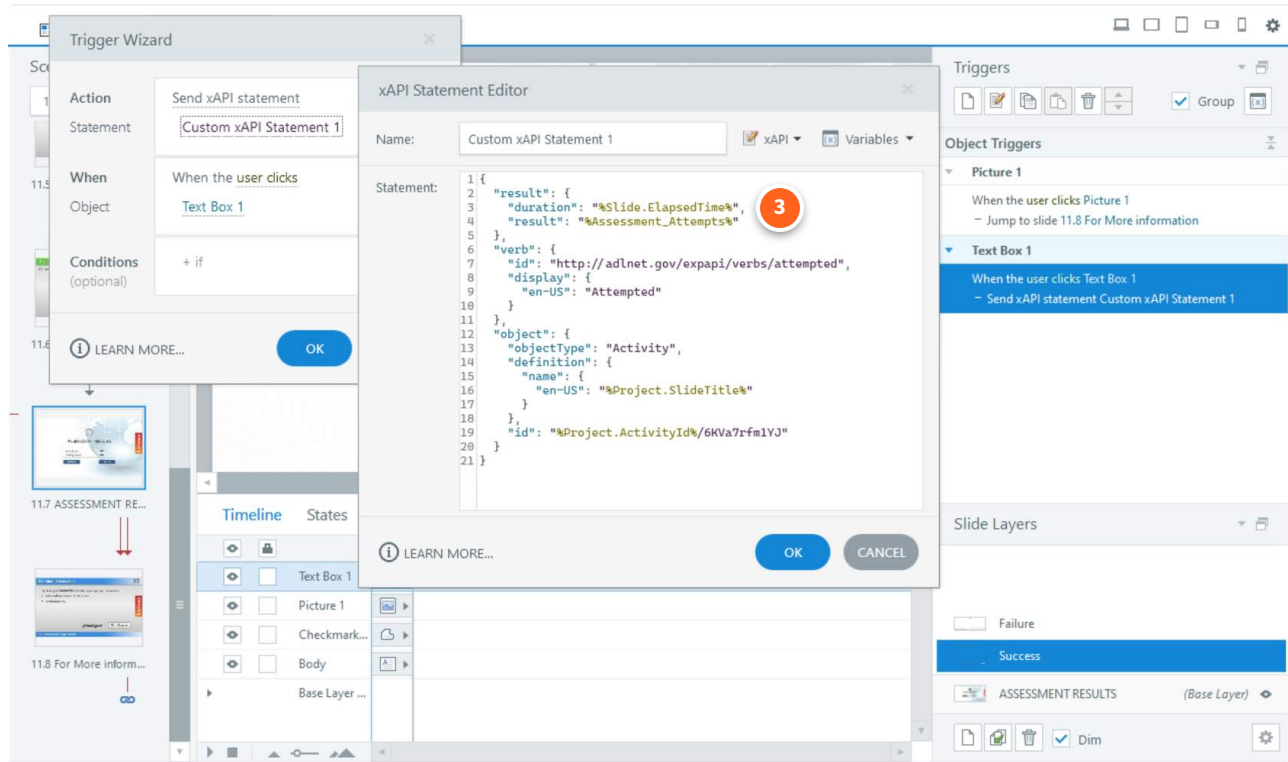 Trigger Wizard
Action
Send xAPI statement
Statement
Custom xAPI Statement 1
When
When the user clicks
Object
Text Box 1
Conditions
(optional)
+ if
LEARN MORE...
OK
xAPI Statement Editor
Name:
Custom xAPI Statement 1
xAPI
Variables
Statement:
1 {
2 "result": {
3 "duration": "%Slide.ElapsedTime%",
4 "result": "%Assessment_Attempts%"
5 },
6 "verb": {
7 "id": "http://adlnet.gov/expapi/verbs/attempted",
8 "display": {
9 "en-US": "Attempted"
10 }
11 },
12 "object": {
13 "objectType": "Activity",
14 "definition": {
15 "name": {
16 "en-US": "%Project.SlideTitle%"
17 }
18 },
19 "id": "%Project.ActivityId%/6KVa7rfm1YJ"
20 }
21 }
3
LEARN MORE...
OK
CANCEL
Triggers
Group
Object Triggers
Picture 1
When the user clicks Picture 1
– Jump to slide 11.8 For More information
Text Box 1
When the user clicks Text Box 1
– Send xAPI statement Custom xAPI Statement 1
11.7 ASSESSMENT RE...
11.8 For More inform...
Timeline
States
Text Box 1
Picture 1
Checkmark...
Body
Base Layer ...
Slide Layers
Failure
Success
ASSESSMENT RESULTS
(Base Layer)
Dim